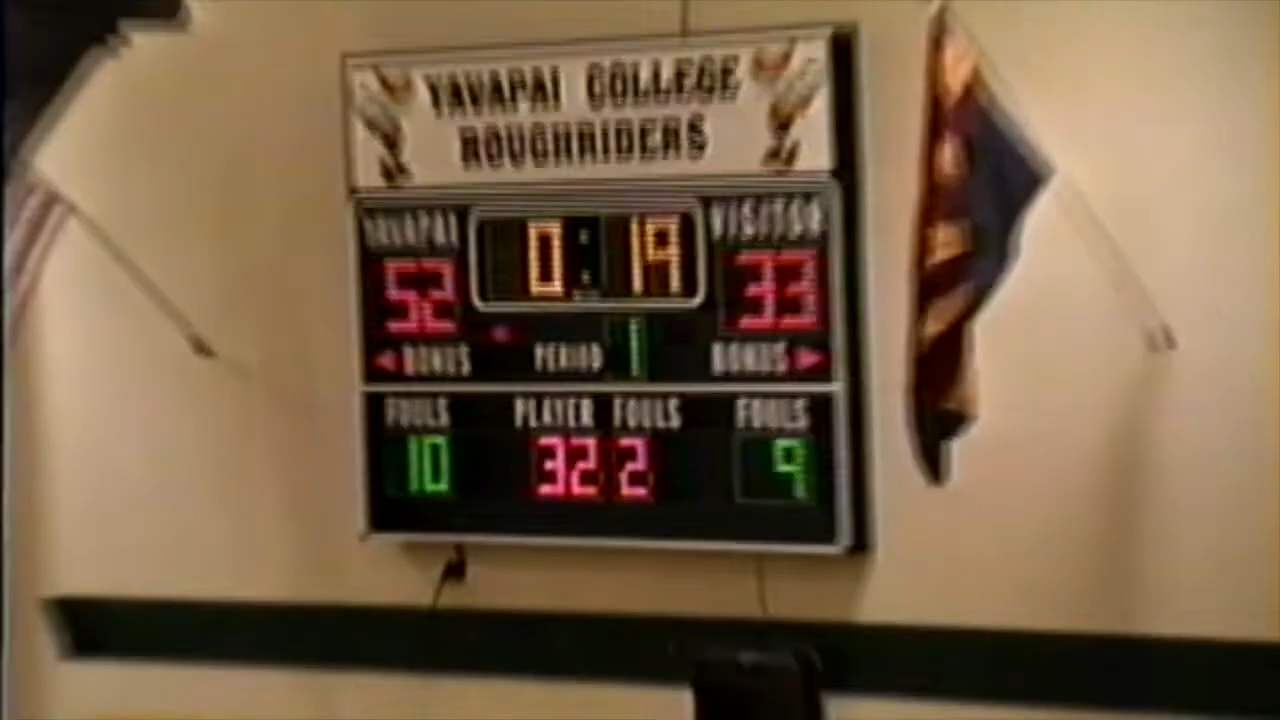 YAVAPAI COLLEGE
ROUGHRIDERS
YAVAPAI 0:19 VISITOR
52 33
BONUS PERIOD 1 BONUS
FOULS PLAYER FOULS FOULS
10 32 2 9